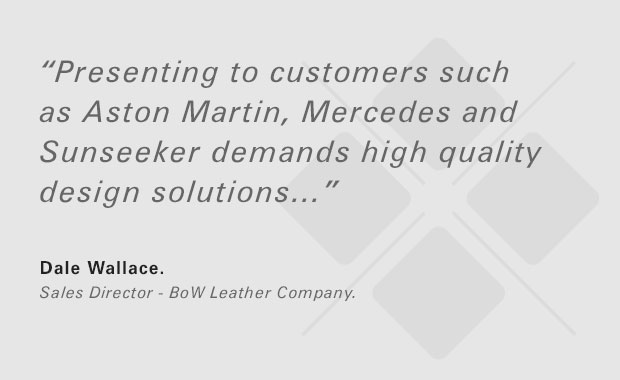 “Presenting to customers such
as Aston Martin, Mercedes and
Sunseeker demands high quality
design solutions...”
Dale Wallace.
Sales Director - BoW Leather Company.